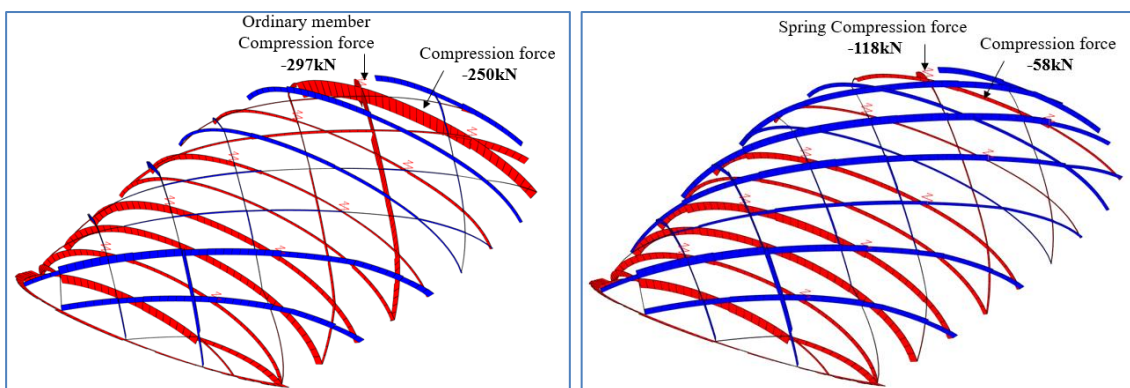 Ordinary member
Compression force
-297kN
Compression force
-250kN
Spring Compression force
-118kN
Compression force
-58kN